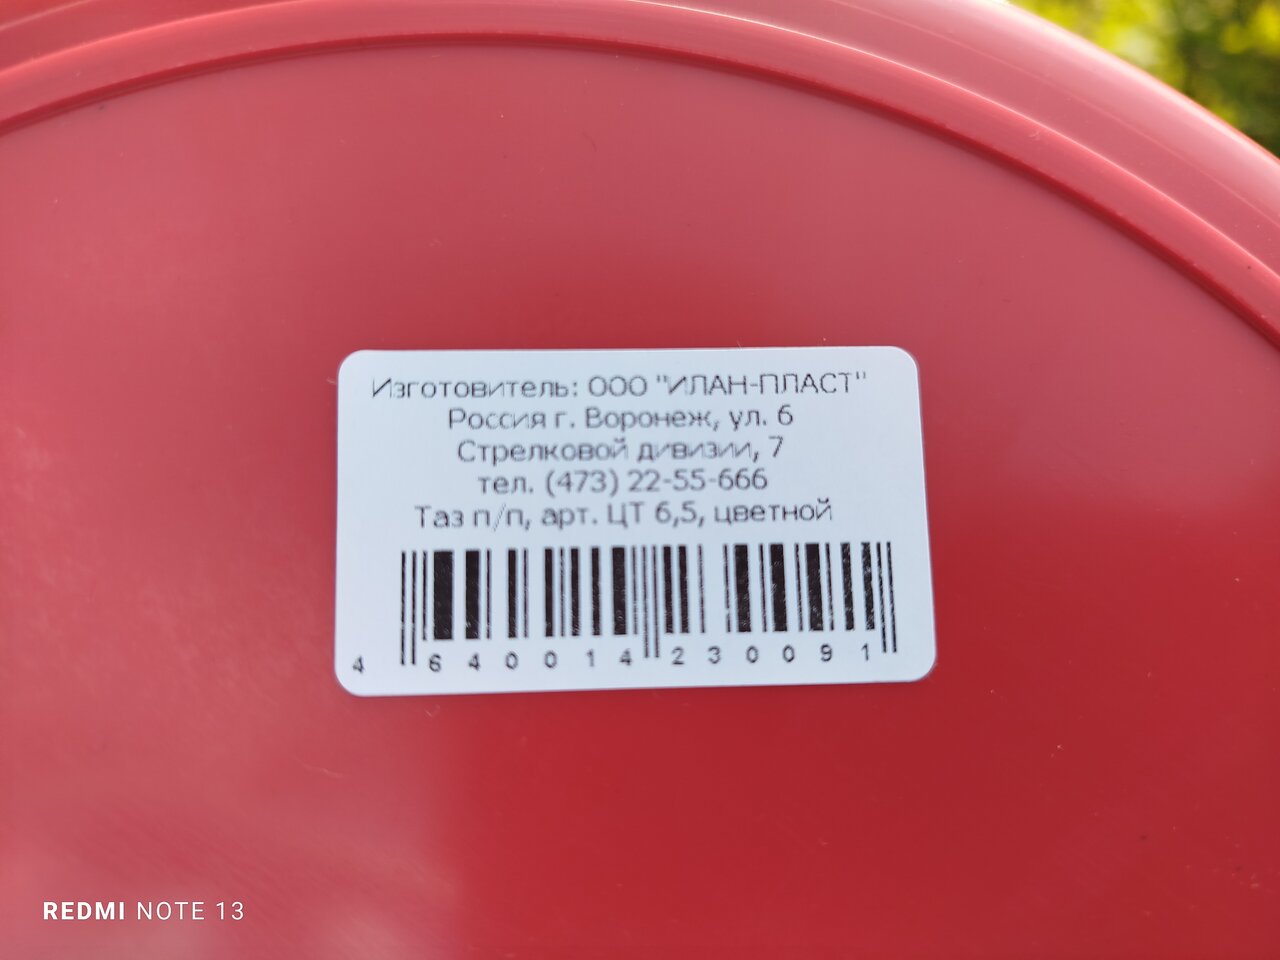 Изготовитель: ООО "ИЛАН-ПЛАСТ"
Россия г. Воронеж, ул. 6
Стрелковой дивизии, 7
тел. (473) 22-55-666
Таз п/п, арт. ЦТ 6,5, цветной
4 640014 230091
REDMI NOTE 13